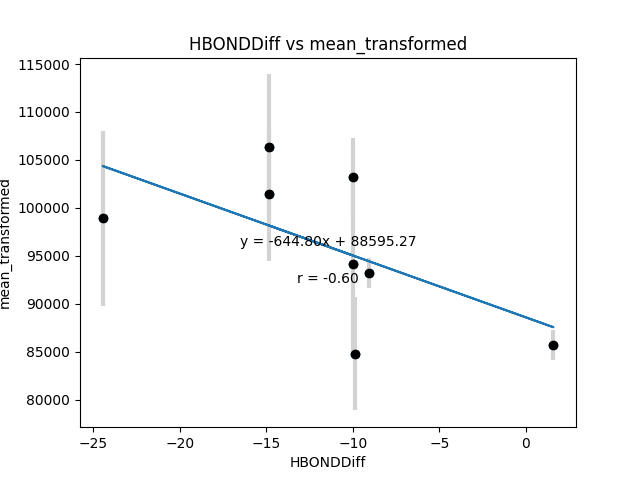 HBONDDiff vs mean_transformed
115000
110000
105000
100000
95000
90000
85000
80000
mean_transformed
y = -644.80x + 88595.27
r = -0.60
−25
−20
−15
−10
−5
0
HBONDDiff